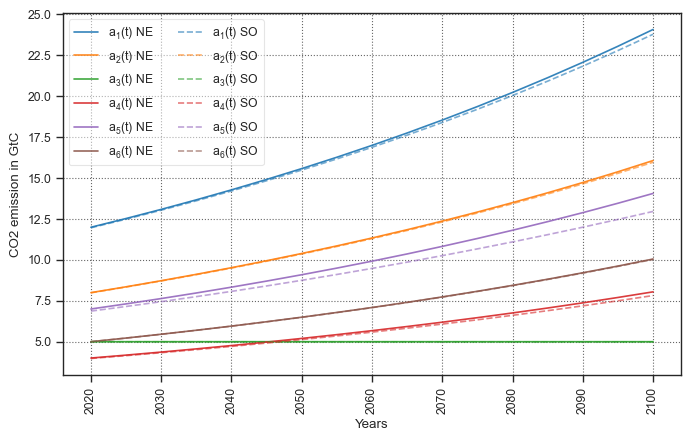 25.0
22.5
20.0
17.5
15.0
12.5
10.0
7.5
5.0
CO2 emission in GtC
a₁(t) NE a₁(t) SO
a₂(t) NE a₂(t) SO
a₃(t) NE a₃(t) SO
a₄(t) NE a₄(t) SO
a₅(t) NE a₅(t) SO
a₆(t) NE a₆(t) SO
2020 2030 2040 2050 2060 2070 2080 2090 2100
Years